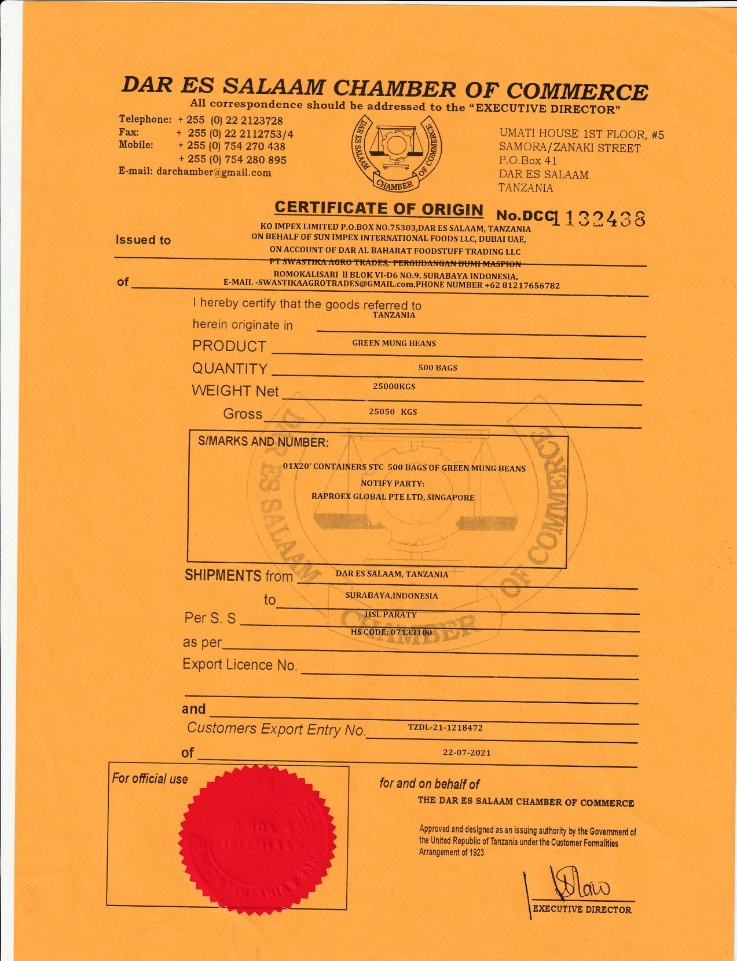 DAR ES SALAAM CHAMBER OF COMMERCE
All correspondence should be addressed to the "EXECUTIVE DIRECTOR"
Telephone: + 255 (0) 22 2123728
Fax: + 255 (0) 22 2112753/4
Mobile: + 255 (0) 754 270 438
+ 255 (0) 754 280 895
E-mail: darchamber@gmail.com
DAR ES SALAAM CHAMBER OF COMMERCE
UMATI HOUSE 1ST FLOOR, #5
SAMORA/ZANAKI STREET
P.O.Box 41
DAR ES SALAAM
TANZANIA
CERTIFICATE OF ORIGIN No.DCC1132438
KO IMPEX LIMITED P.O.BOX NO.75303,DAR ES SALAAM, TANZANIA
Issued to ON BEHALF OF SUN IMPEX INTERNATIONAL FOODS LLC, DUBAI UAE,
ON ACCOUNT OF DAR AL BAHARAT FOODSTUFF TRADING LLC
PT SWASTIKA AGRO TRADES, PERGUDANGAN BUMI MASPION
ROMOKALISARI II BLOK VI-D6 NO.9, SURABAYA INDONESIA,
of E-MAIL -SWASTIKAAGROTRADES@GMAIL.com,PHONE NUMBER +62 81217656782
I hereby certify that the goods referred to
herein originate in TANZANIA
PRODUCT GREEN MUNG BEANS
QUANTITY 500 BAGS
WEIGHT Net 25000KGS
Gross 25050 KGS
S/MARKS AND NUMBER:
01X20' CONTAINERS STC 500 BAGS OF GREEN MUNG BEANS
NOTIFY PARTY:
RAPROEX GLOBAL PTE LTD, SINGAPORE
DAR ES SALAAM CHAMBER OF COMMERCE
SHIPMENTS from DAR ES SALAAM, TANZANIA
to SURABAYA,INDONESIA
Per S. S HSL PARATY
as per HS CODE: 07133100
Export Licence No.
and
Customers Export Entry No. TZDL-21-1218472
of 22-07-2021
For official use
for and on behalf of
THE DAR ES SALAAM CHAMBER OF COMMERCE
Approved and designed as an issuing authority by the Government of
the United Republic of Tanzania under the Customer Formalities
Arrangement of 1923
EXECUTIVE DIRECTOR